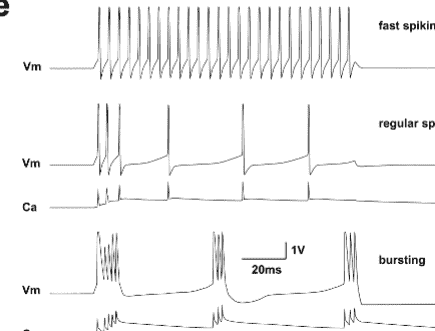 e
fast spikin
Vm
regular sp
Vm
Ca
1V
20ms
bursting
Vm